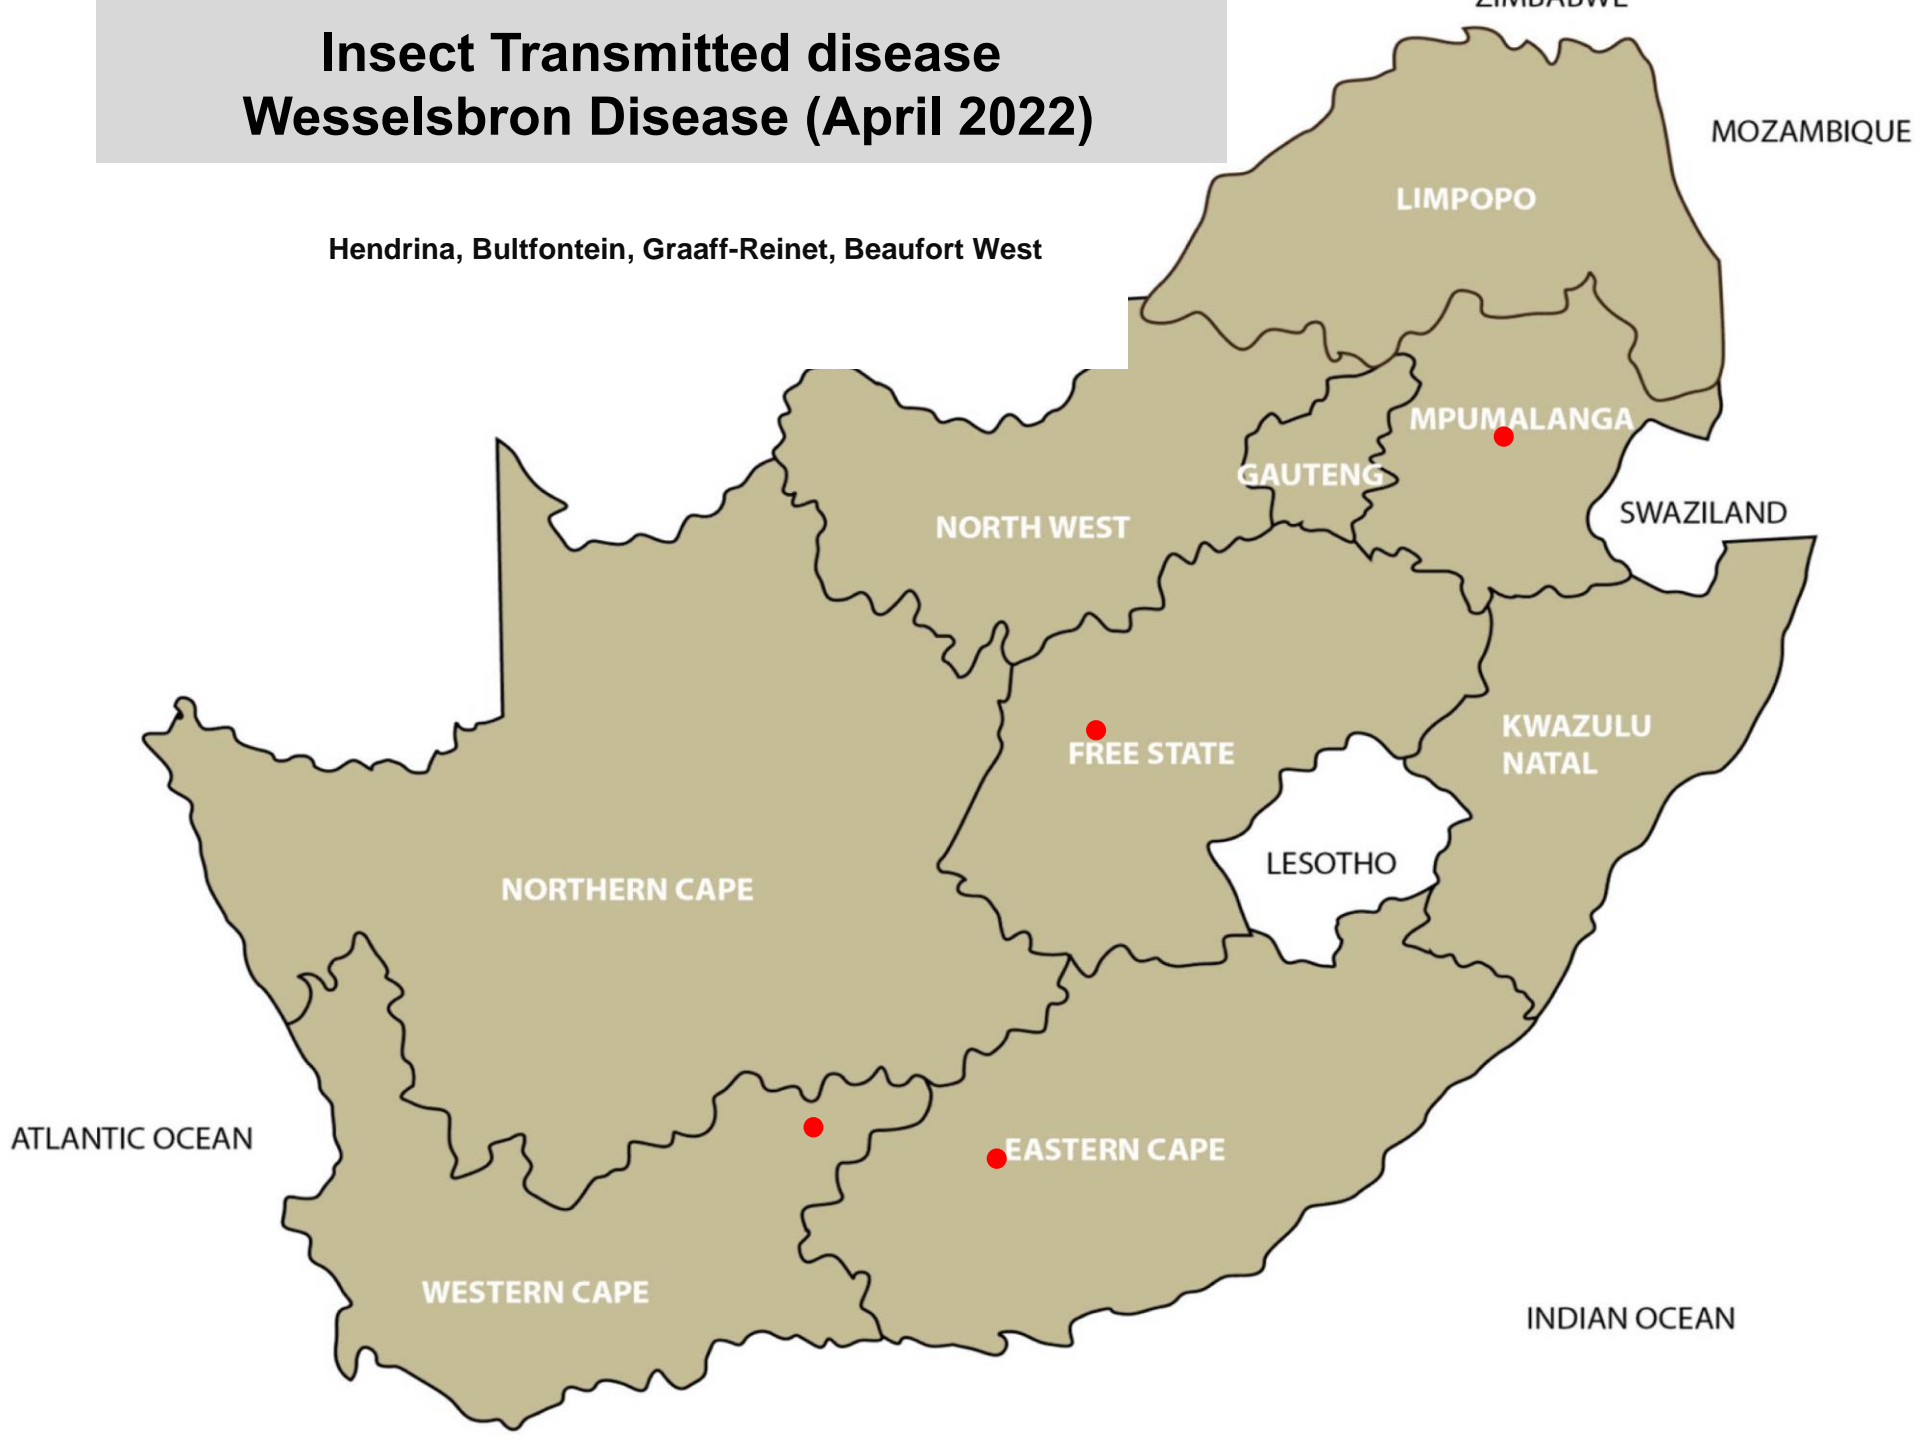 ZIMBABWE
Insect Transmitted disease
Wesselsbron Disease (April 2022)
MOZAMBIQUE
LIMPOPO
Hendrina, Bultfontein, Graaff-Reinet, Beaufort West
MPUMALANGA
GAUTENG
SWAZILAND
NORTH WEST
KWAZULU
NATAL
FREE STATE
LESOTHO
NORTHERN CAPE
ATLANTIC OCEAN
EASTERN CAPE
WESTERN CAPE
INDIAN OCEAN